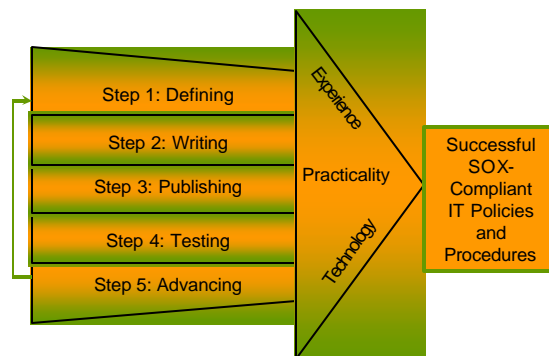 Step 1: Defining
Step 2: Writing
Step 3: Publishing
Step 4: Testing
Step 5: Advancing
Experience
Practicality
Technology
Successful
SOX-
Compliant
IT Policies
and
Procedures